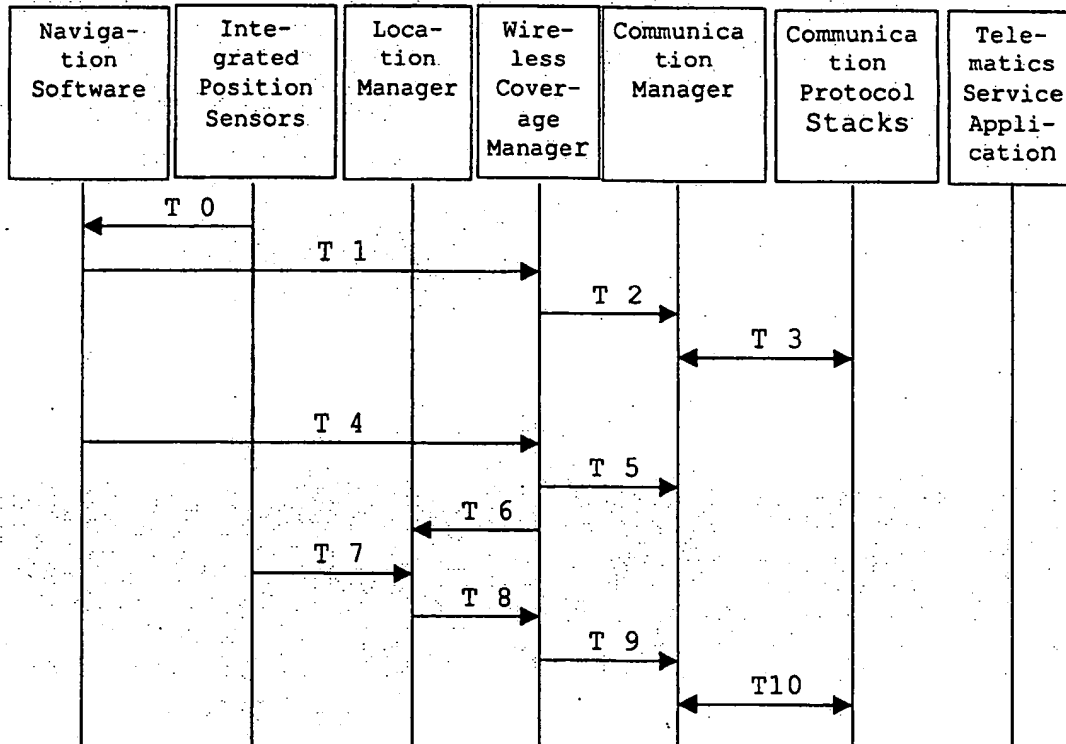 Naviga-
tion
Software
Inte-
grated
Position
Sensors
Loca-
tion
Manager
Wire-
less
Cover-
age
Manager
Communica
tion
Manager
Communica
tion
Protocol
Stacks
Tele-
matics
Service
Appli-
cation
T 0
T 1
T 2
T 3
T 4
T 5
T 6
T 7
T 8
T 9
T10